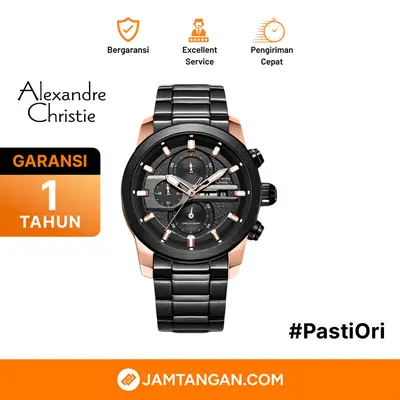 Bergaransi
Excellent
Service
Pengiriman
Cepat
Alexandre
Christie
GARANSI
1
TAHUN
#PastiOri
JAMTANGAN.COM